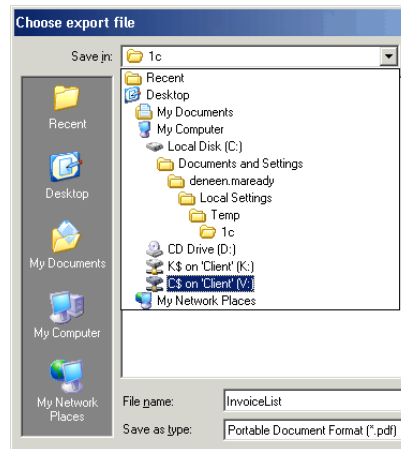 Choose export file
Save in:
1c
Recent
Desktop
My Documents
My Computer
Local Disk (C:)
Documents and Settings
deneen.maready
Local Settings
Temp
1c
CD Drive (D:)
K$ on 'Client' (K:)
C$ on 'Client' (V:)
My Network Places
Recent
Desktop
My Documents
My Computer
My Network
Places
File name:
InvoiceList
Save as type:
Portable Document Format (*.pdf)